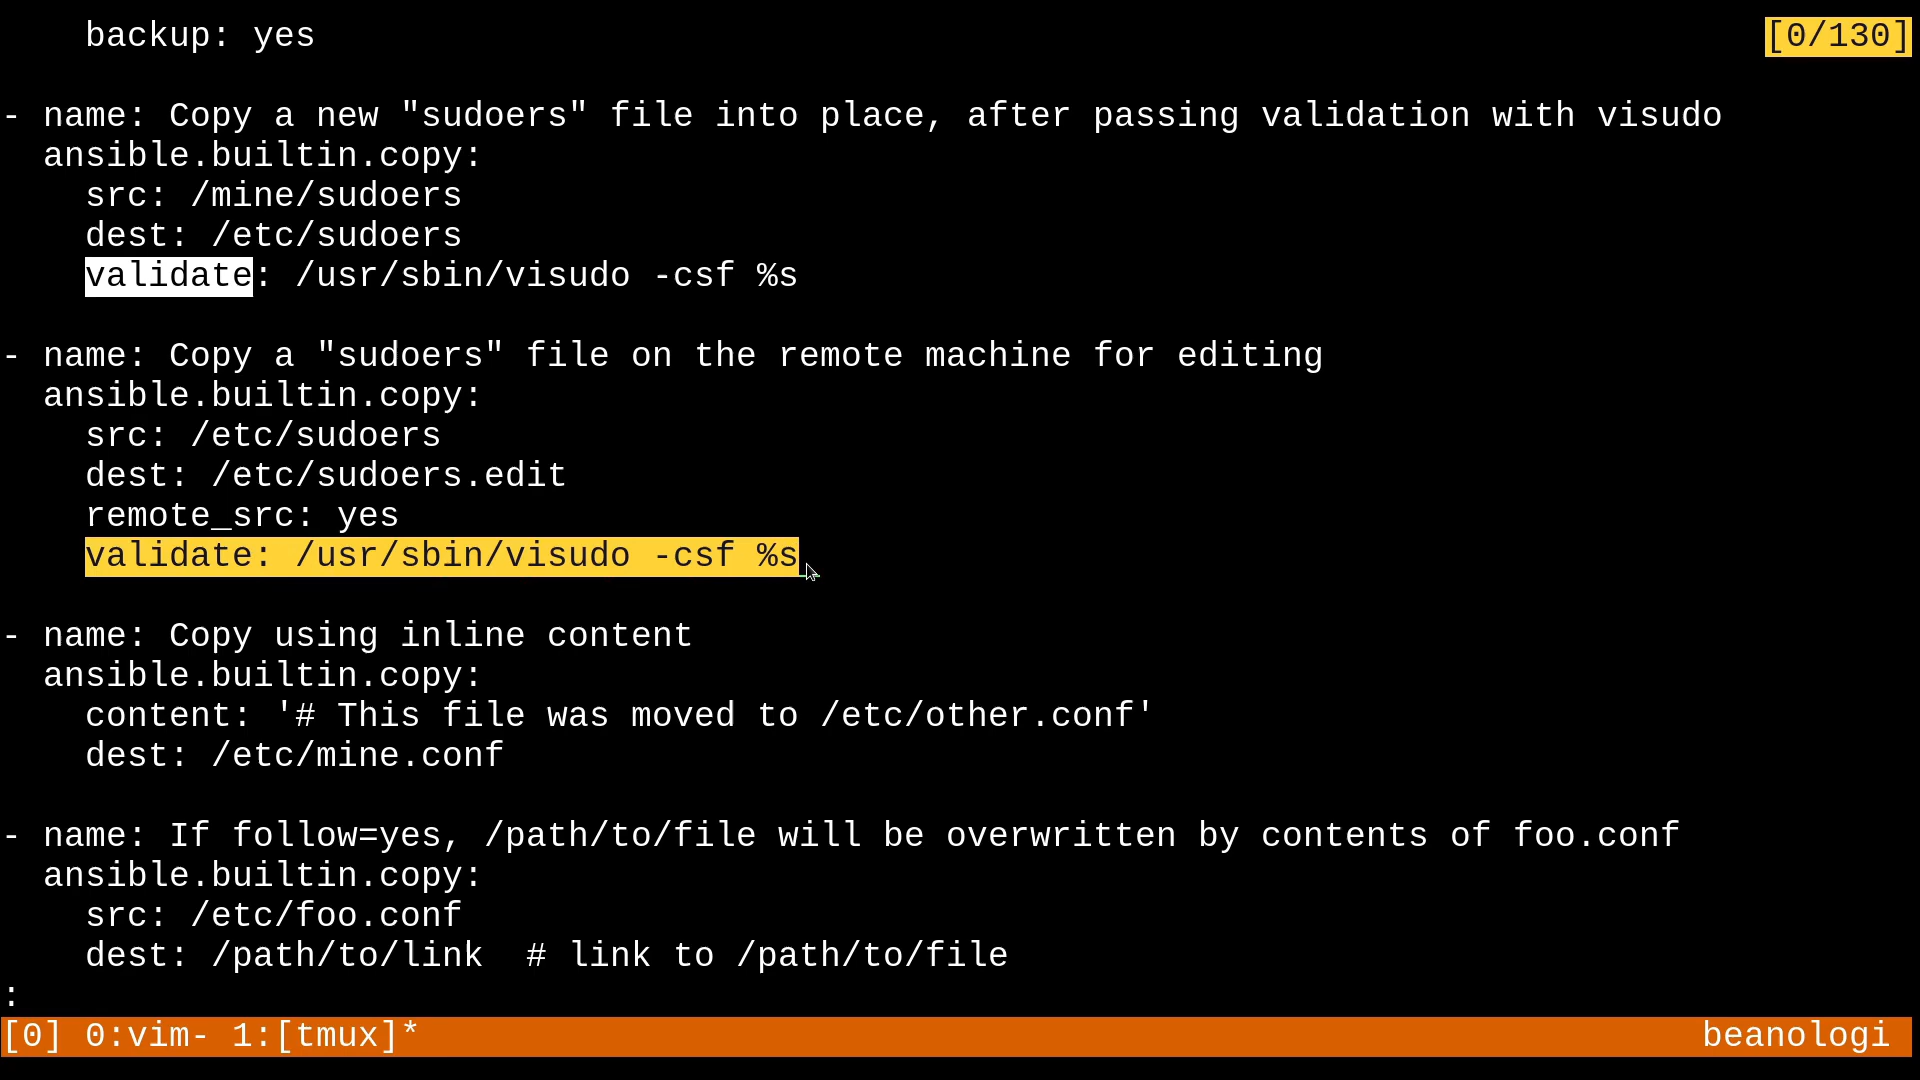 backup: yes
[0/130]
- name: Copy a new "sudoers" file into place, after passing validation with visudo
  ansible.builtin.copy:
    src: /mine/sudoers
    dest: /etc/sudoers
    validate: /usr/sbin/visudo -csf %s
- name: Copy a "sudoers" file on the remote machine for editing
  ansible.builtin.copy:
    src: /etc/sudoers
    dest: /etc/sudoers.edit
    remote_src: yes
    validate: /usr/sbin/visudo -csf %s
- name: Copy using inline content
  ansible.builtin.copy:
    content: '# This file was moved to /etc/other.conf'
    dest: /etc/mine.conf
- name: If follow=yes, /path/to/file will be overwritten by contents of foo.conf
  ansible.builtin.copy:
    src: /etc/foo.conf
    dest: /path/to/link  # link to /path/to/file
:
[0] 0:vim- 1:[tmux]*
beanologi